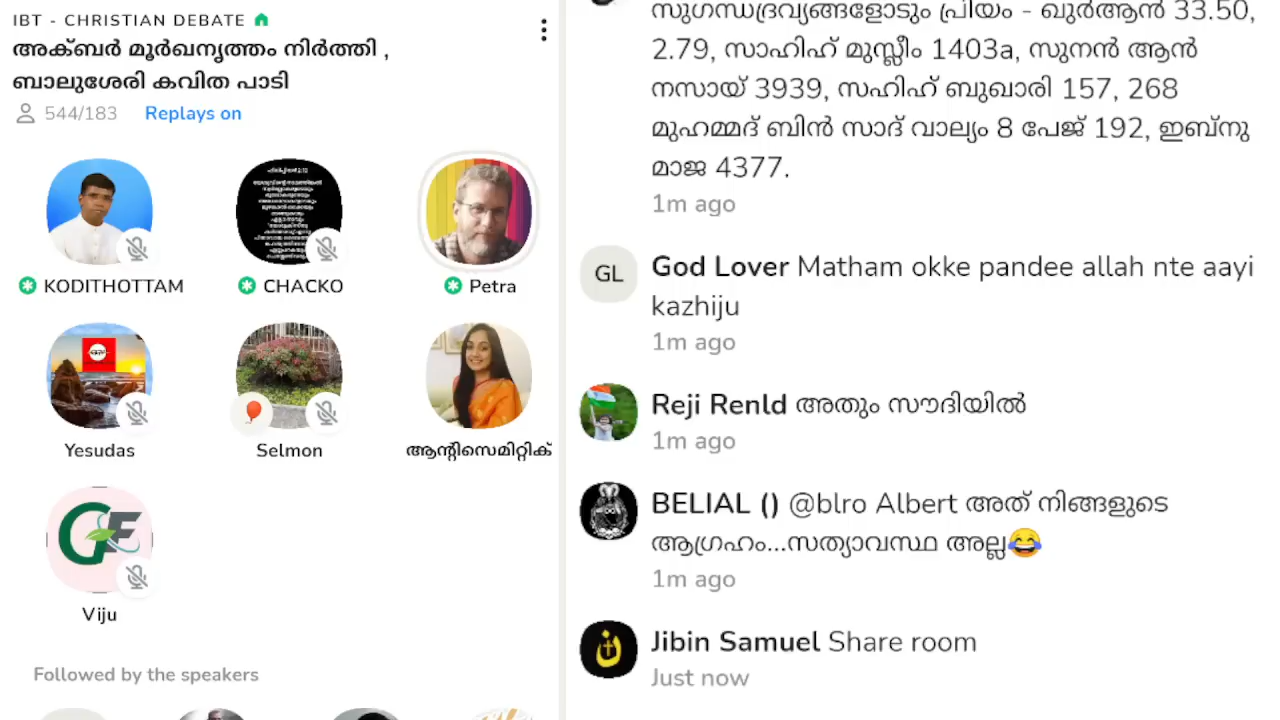 IBT - CHRISTIAN DEBATE
അക്ബർ മൂർഖനൃത്തം നിർത്തി ,
ബാലുശേരി കവിത പാടി
544/183 Replays on
KODITHOTTAM CHACKO Petra
Yesudas Selmon ആന്റിസെമിറ്റിക്
GE
Viju
Followed by the speakers
സുഗന്ധദ്രവ്യങ്ങളോടും പ്രിയം - ഖുർആൻ 33.50,
2.79, സാഹിഹ് മുസ്ലീം 1403a, സുനൻ ആൻ
നസായ് 3939, സഹിഹ് ബുഖാരി 157, 268
മുഹമ്മദ് ബിൻ സാദ് വാല്യം 8 പേജ് 192, ഇബ്നു
മാജ 4377.
1m ago
GL
God Lover Matham okke pandee allah nte aayi
kazhiju
1m ago
Reji Renld അതും സൗദിയിൽ
1m ago
BELIAL () @blro Albert അത് നിങ്ങളുടെ
ആഗ്രഹം...സത്യാവസ്ഥ അല്ല😂
1m ago
Jibin Samuel Share room
Just now